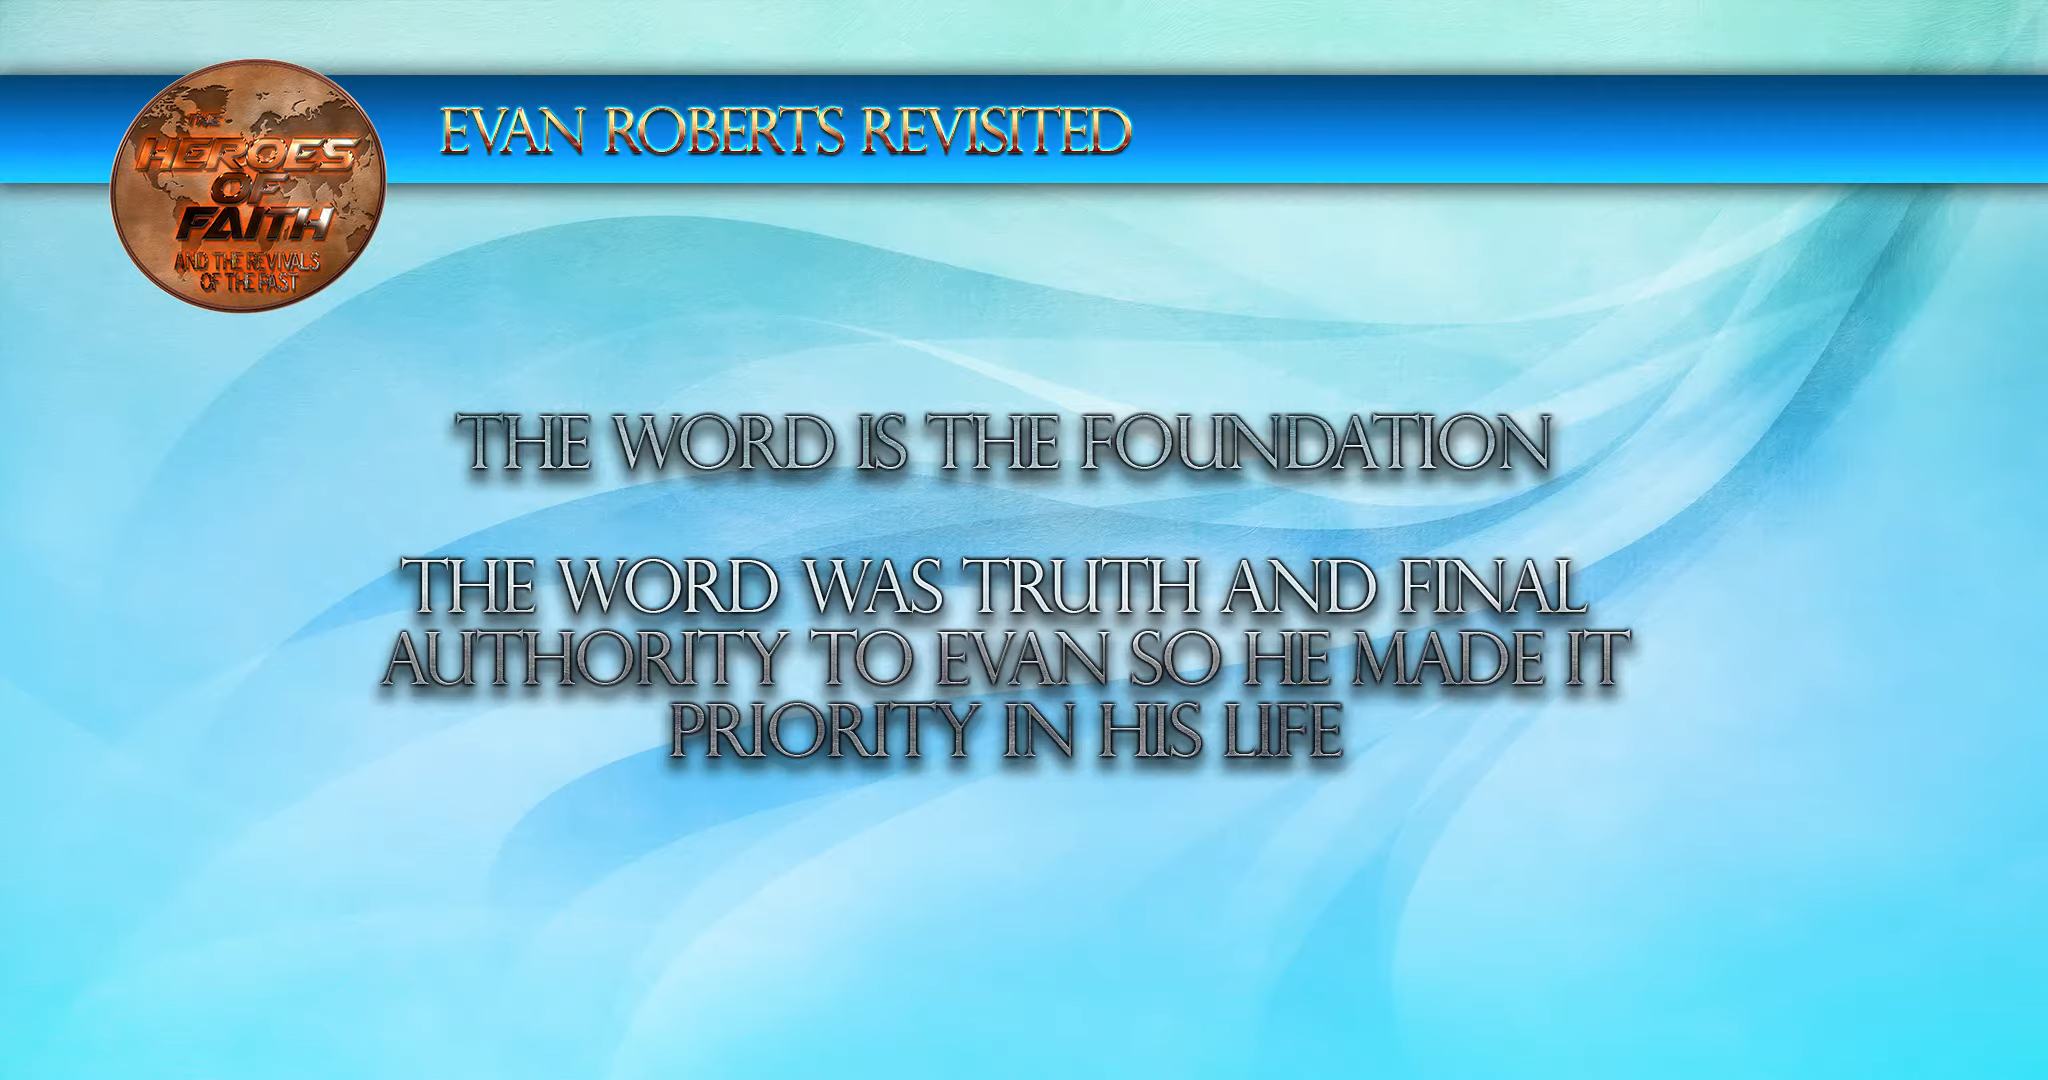 THE
HEROES
OF
FAITH
AND THE REVIVALS
OF THE PAST
EVAN ROBERTS REVISITED
THE WORD IS THE FOUNDATION
THE WORD WAS TRUTH AND FINAL
AUTHORITY TO EVAN SO HE MADE IT
PRIORITY IN HIS LIFE